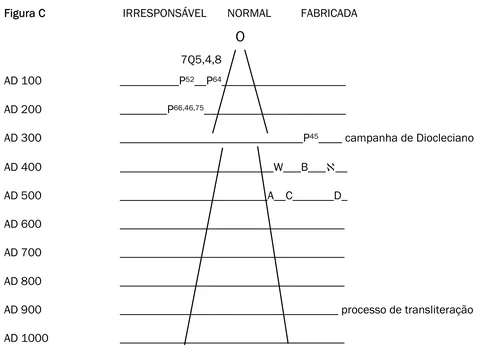 Figura C IRRESPONSÁVEL NORMAL FABRICADA
O
7Q5,4,8
AD 100 P52 P64
AD 200 P66,46,75
AD 300 P45 campanha de Diocleciano
AD 400 W B ℵ
AD 500 A C D
AD 600
AD 700
AD 800
AD 900 processo de transliteração
AD 1000